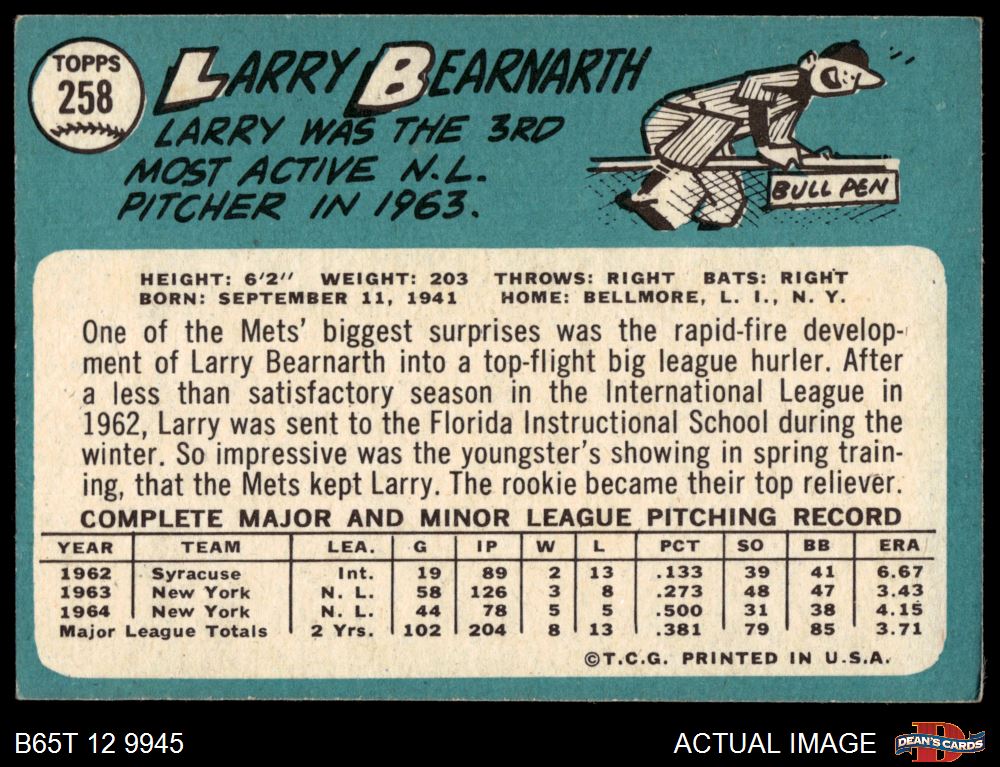 TOPPS
258
LARRY BEARNARTH
LARRY WAS THE 3RD
MOST ACTIVE N.L.
PITCHER IN 1963.
BULL PEN
HEIGHT: 6'2" WEIGHT: 203 THROWS: RIGHT BATS: RIGHT
BORN: SEPTEMBER 11, 1941 HOME: BELLMORE, L. I., N. Y.
One of the Mets' biggest surprises was the rapid-fire develop-
ment of Larry Bearnarth into a top-flight big league hurler. After
a less than satisfactory season in the International League in
1962, Larry was sent to the Florida Instructional School during the
winter. So impressive was the youngster's showing in spring train-
ing, that the Mets kept Larry. The rookie became their top reliever.
COMPLETE MAJOR AND MINOR LEAGUE PITCHING RECORD
YEAR TEAM LEA. G IP W L PCT SO BB ERA
1962 Syracuse Int. 19 89 2 13 .133 39 41 6.67
1963 New York N. L. 58 126 3 8 .273 48 47 3.43
1964 New York N. L. 44 78 5 5 .500 31 38 4.15
Major League Totals 2 Yrs. 102 204 8 13 .381 79 85 3.71
©T.C.G. PRINTED IN U.S.A.
B65T 12 9945
ACTUAL IMAGE
D
DEAN'S CARDS